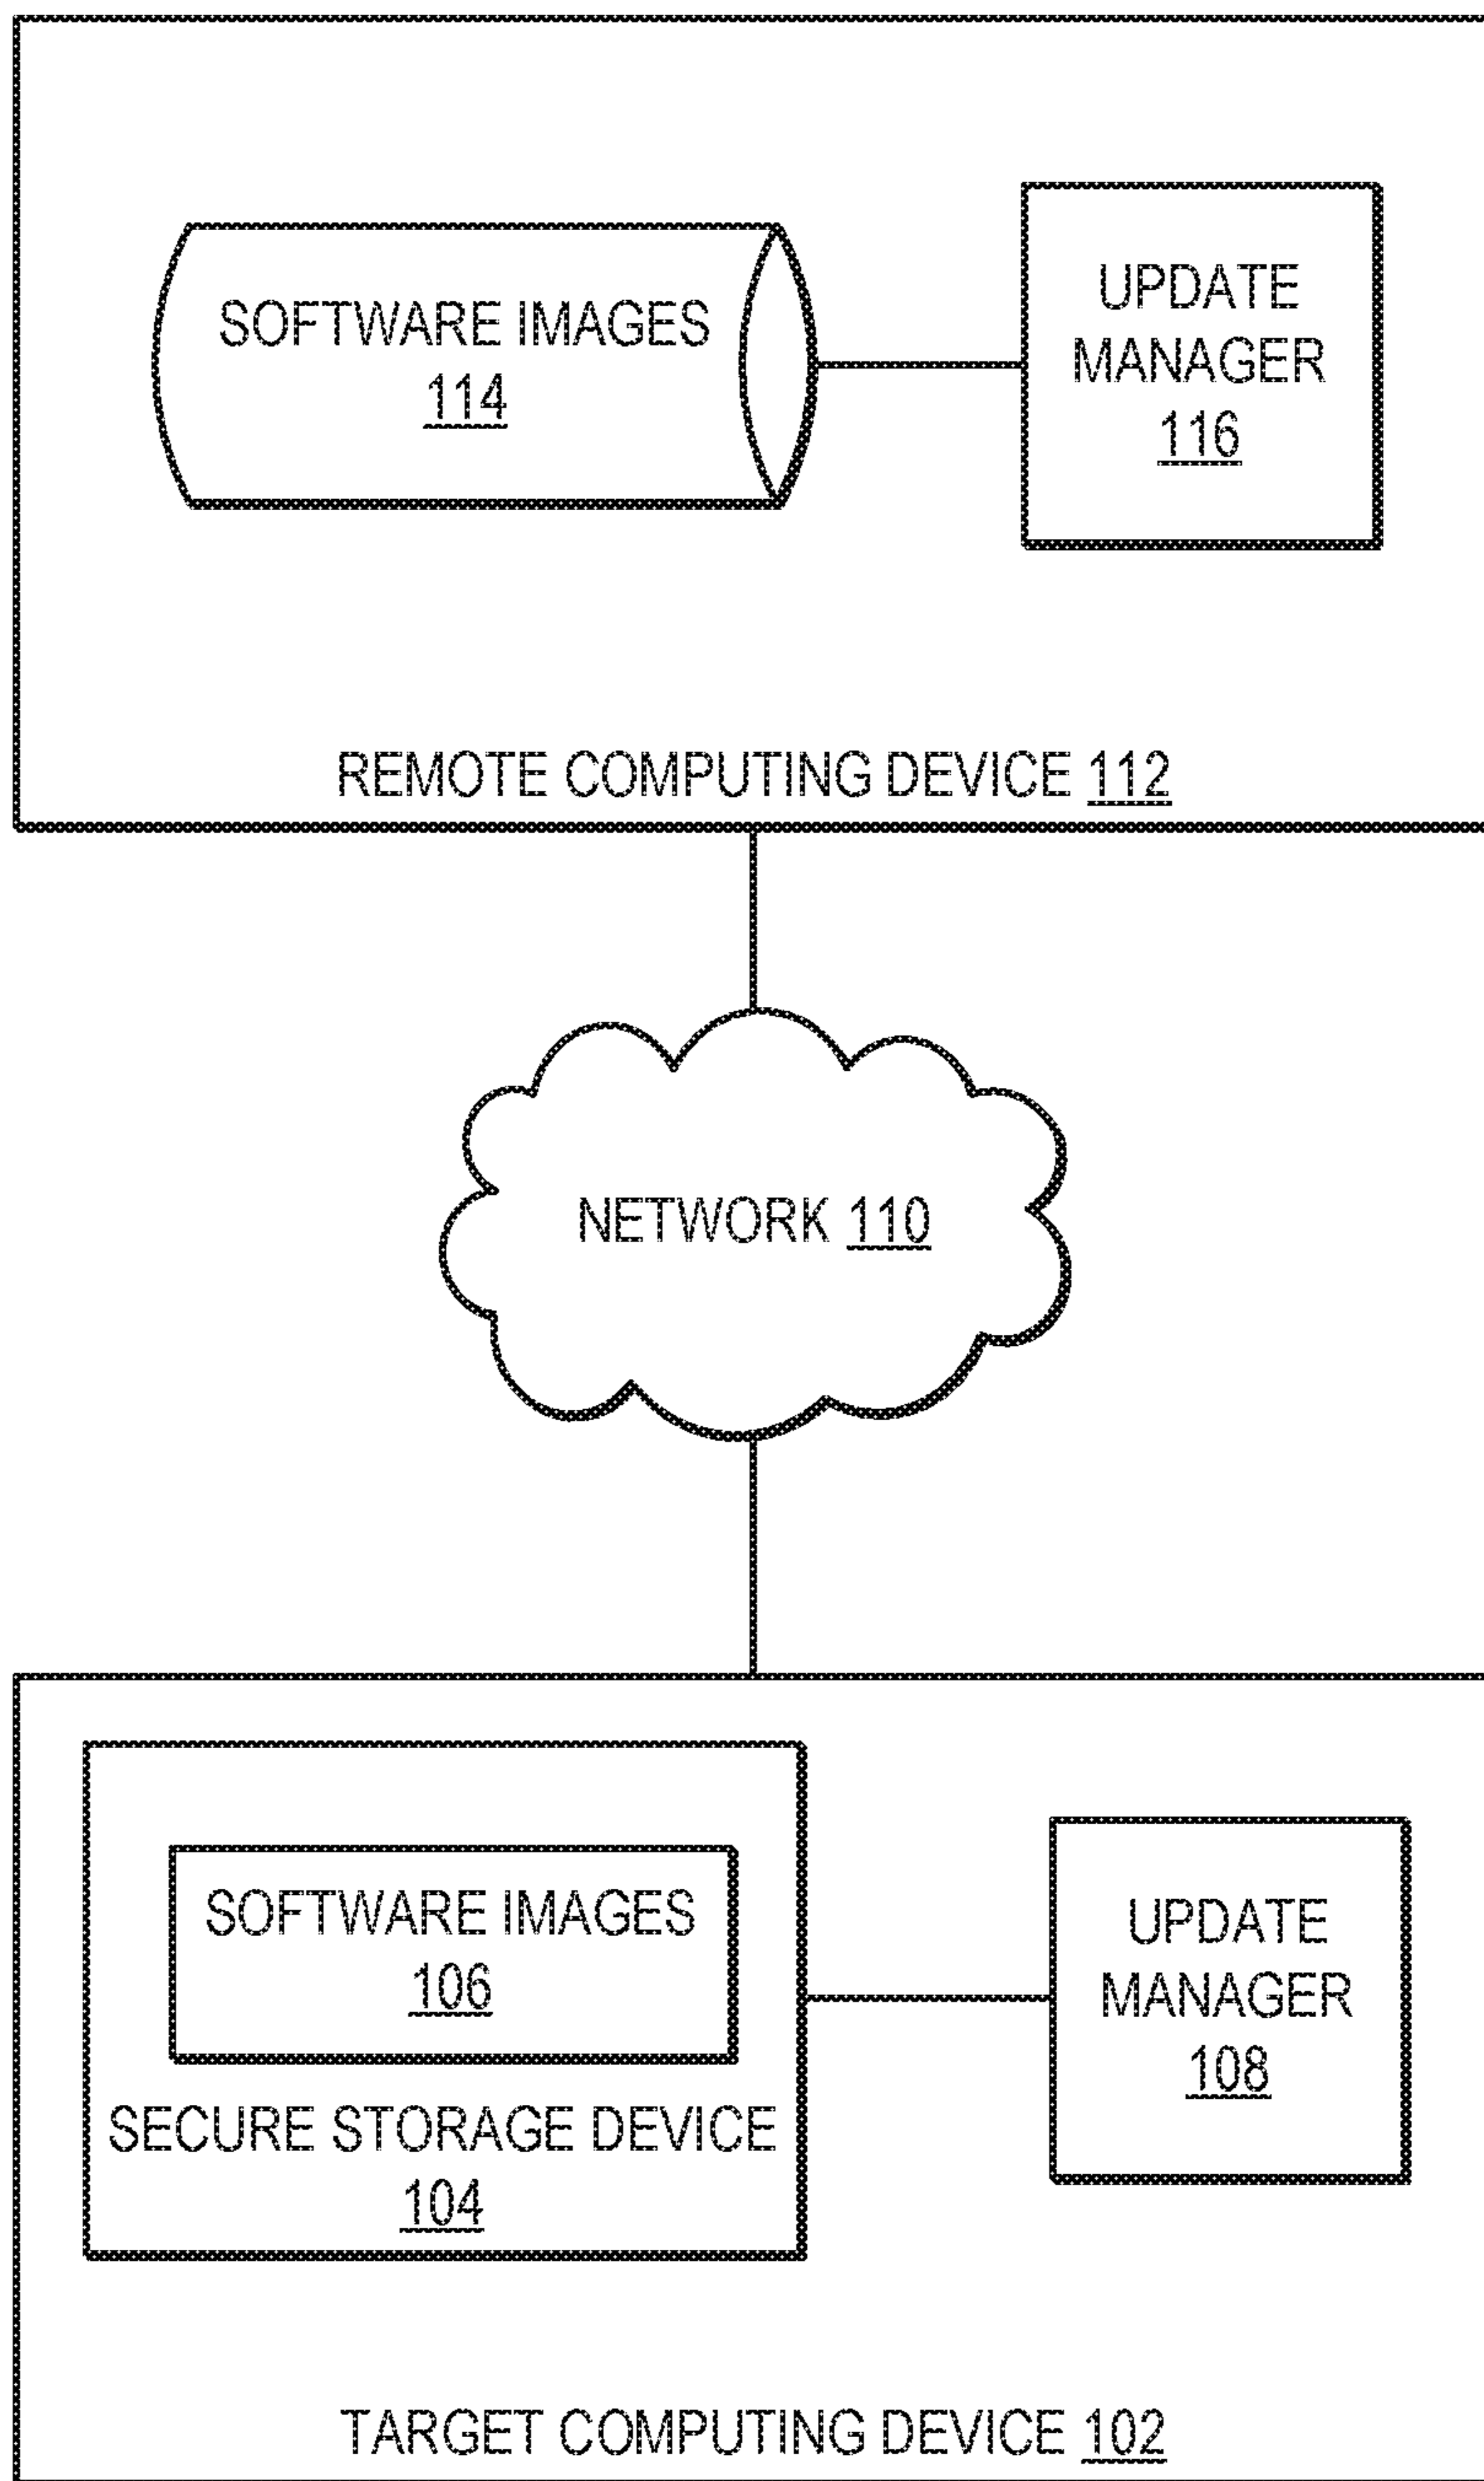 SOFTWARE IMAGES
114
UPDATE
MANAGER
116
REMOTE COMPUTING DEVICE 112
NETWORK 110
SOFTWARE IMAGES
106
SECURE STORAGE DEVICE
104
UPDATE
MANAGER
108
TARGET COMPUTING DEVICE 102